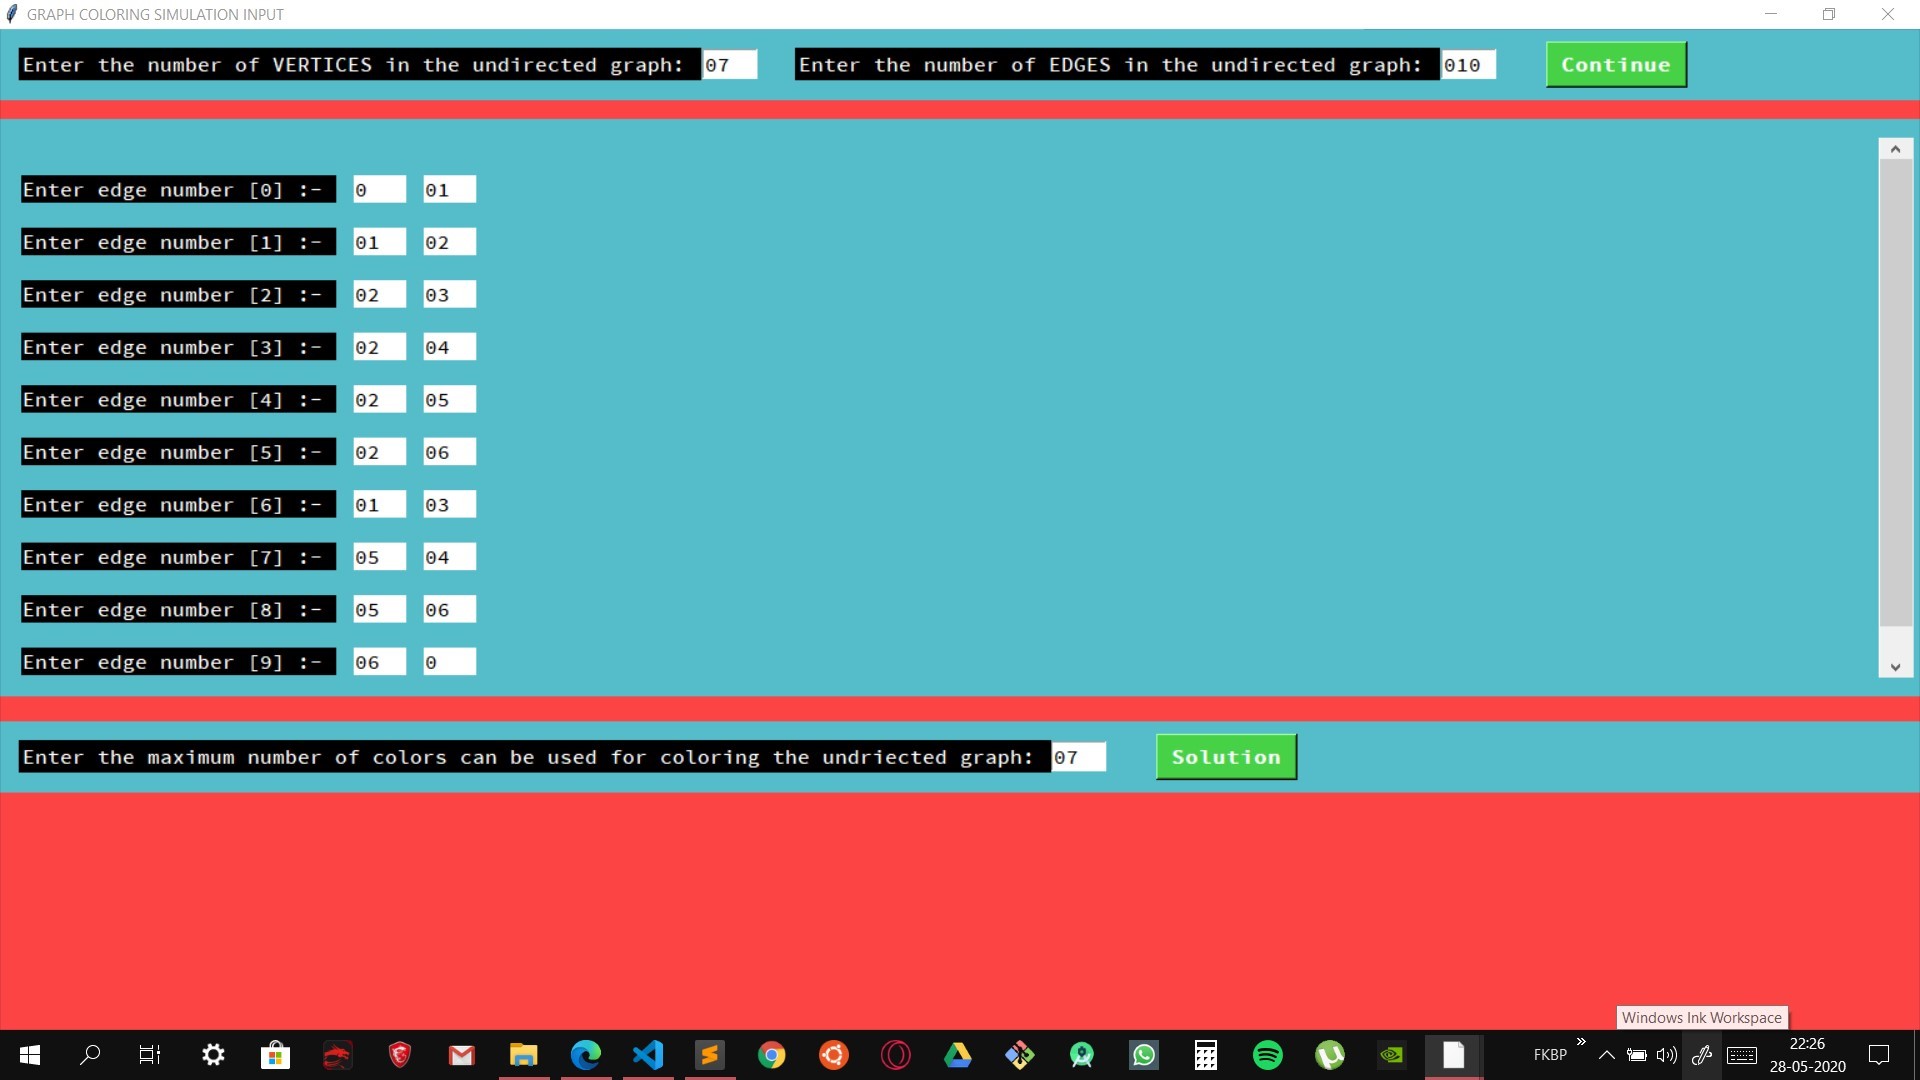 GRAPH COLORING SIMULATION INPUT
Enter the number of VERTICES in the undirected graph: 07 Enter the number of EDGES in the undirected graph: 010 Continue
Enter edge number [0] :- 0 01
Enter edge number [1] :- 01 02
Enter edge number [2] :- 02 03
Enter edge number [3] :- 02 04
Enter edge number [4] :- 02 05
Enter edge number [5] :- 02 06
Enter edge number [6] :- 01 03
Enter edge number [7] :- 05 04
Enter edge number [8] :- 05 06
Enter edge number [9] :- 06 0
Enter the maximum number of colors can be used for coloring the undriected graph: 07 Solution
Windows Ink Workspace
FKBP 22:26
28-05-2020